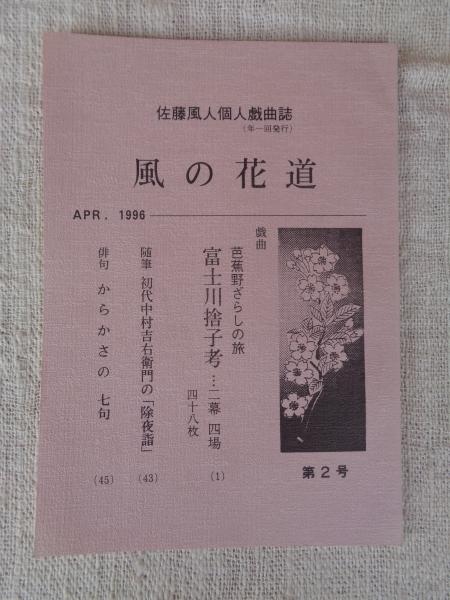 佐藤風人個人戯曲誌
(年一回発行)
風の花道
APR. 1996
戯曲
芭蕉野ざらしの旅
富士川捨子考…二幕 四場
四十八枚
(1)
随筆 初代中村吉右衛門の「除夜詣」
(43)
俳句 からかさの 七句
(45)
第2号